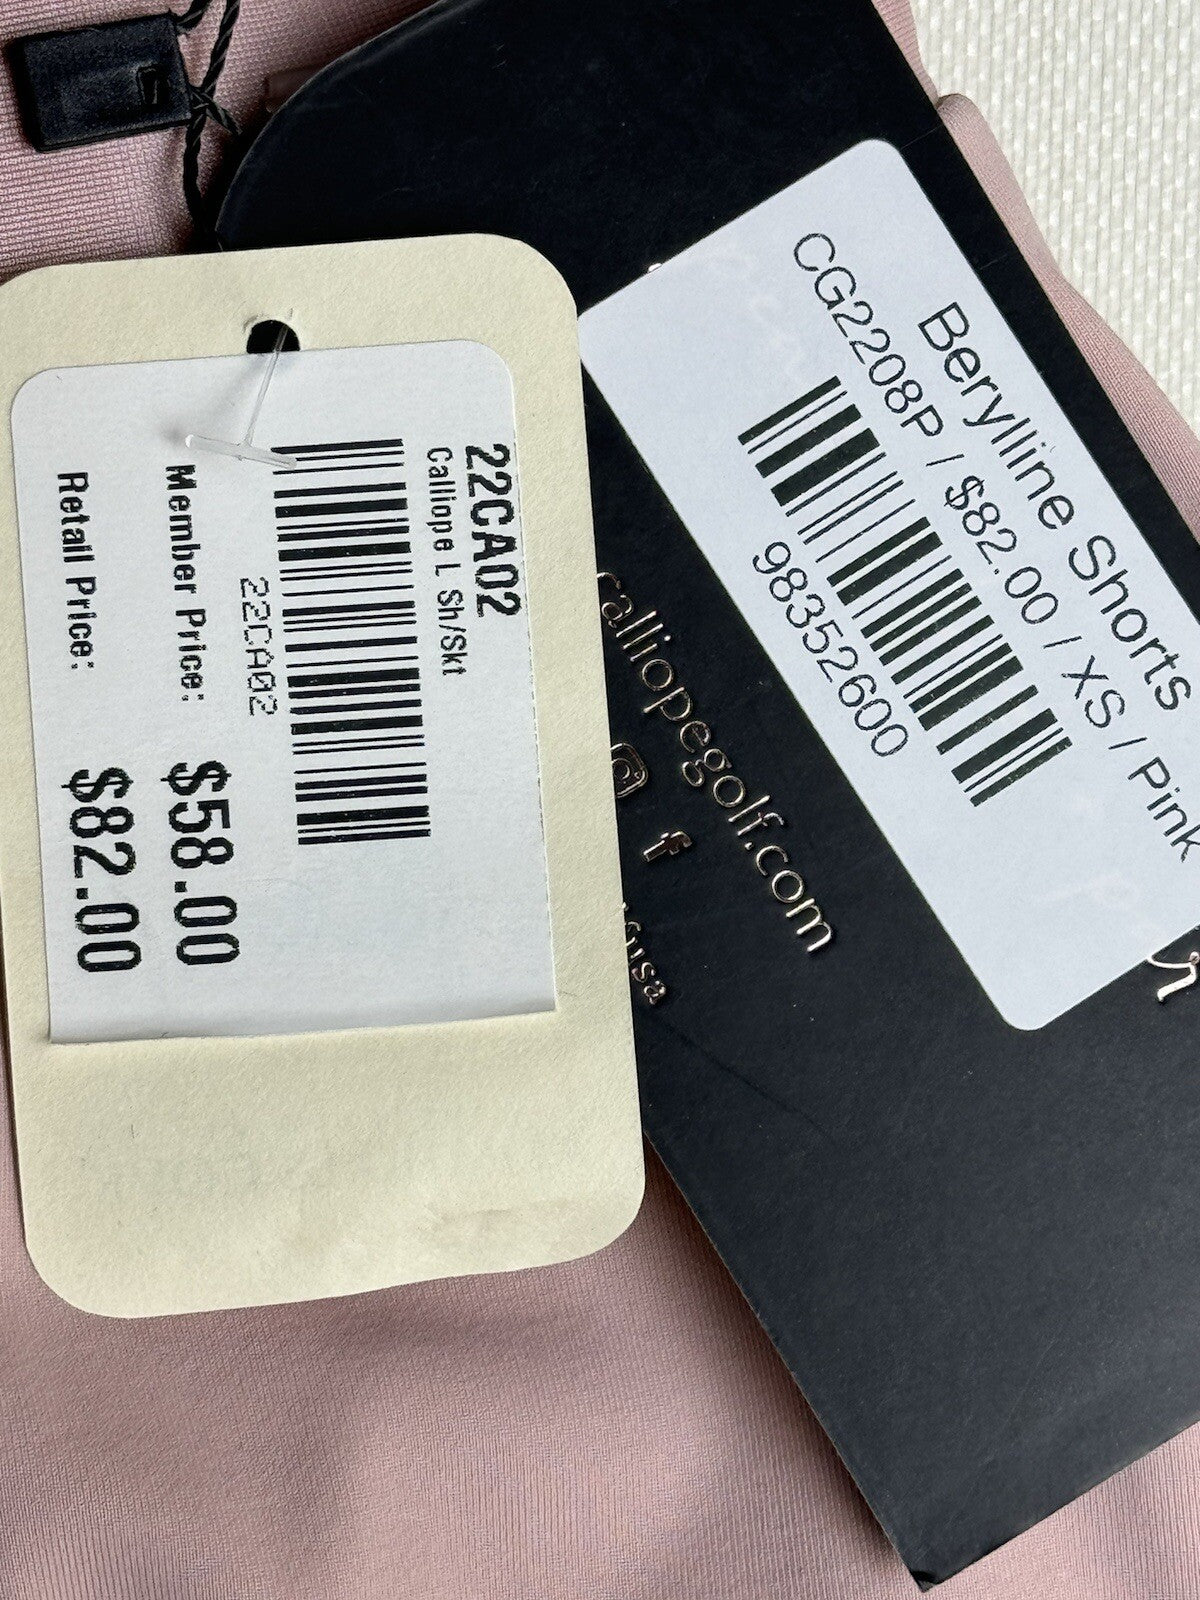 22CA02
Calliope L Sh/Skt
22CA02
Member Price: $58.00
Retail Price: $82.00
Berylline Shorts
CG2208P / $82.00 / XS / Pink
98352600
calliopegolf.com